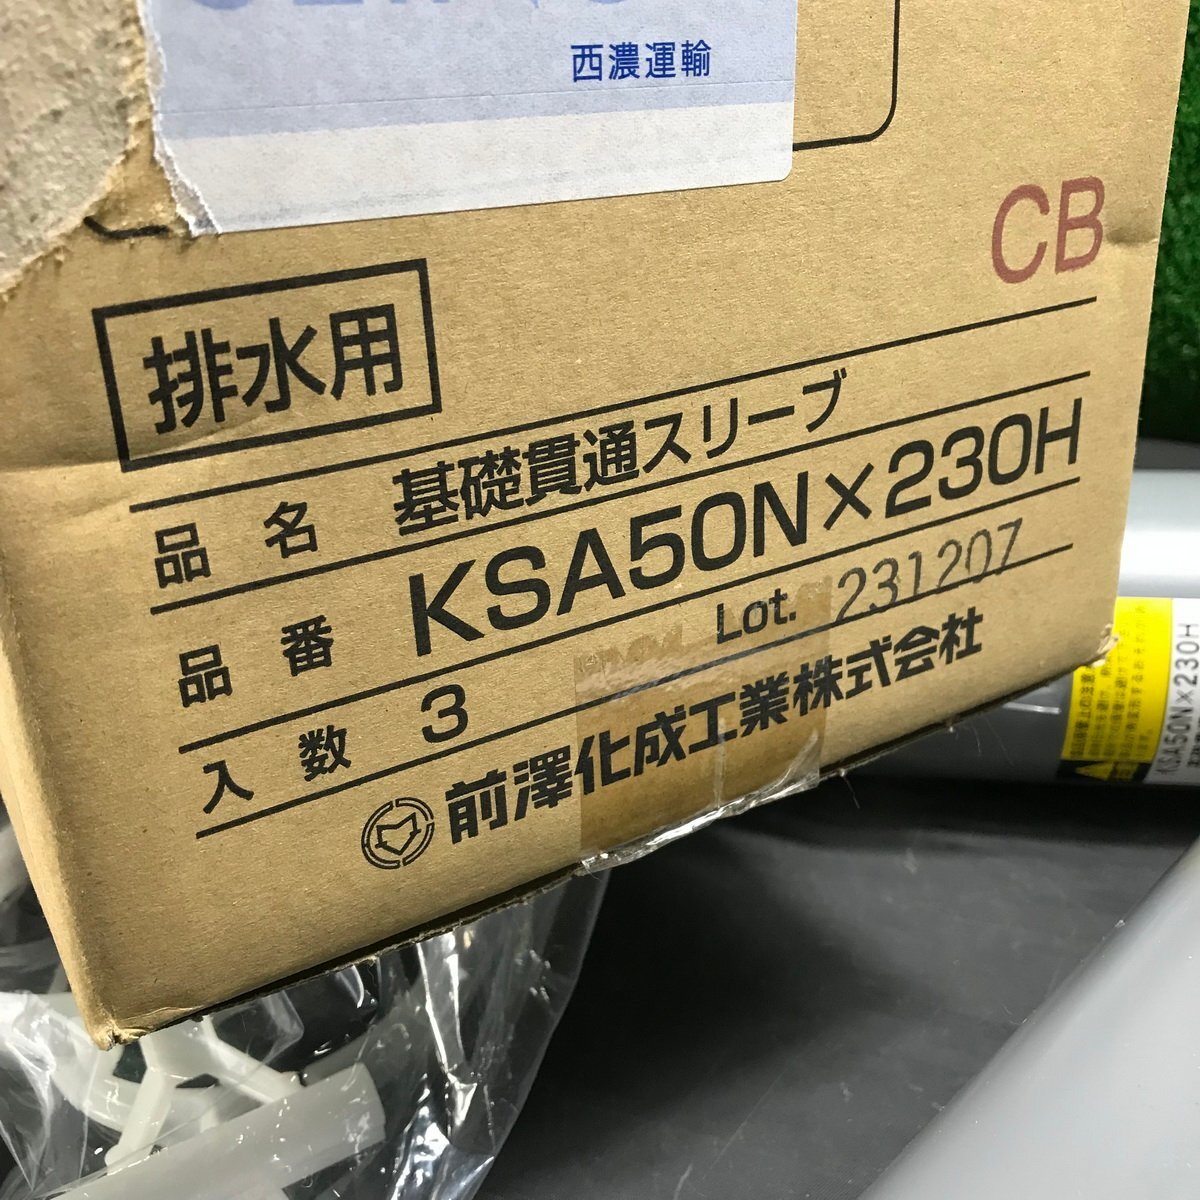 西濃運輸
CB
排水用
品名 基礎貫通スリーブ
品番 KSA50N×230H
入数 3 Lot. 231207
前澤化成工業株式会社
KSA50N×230H